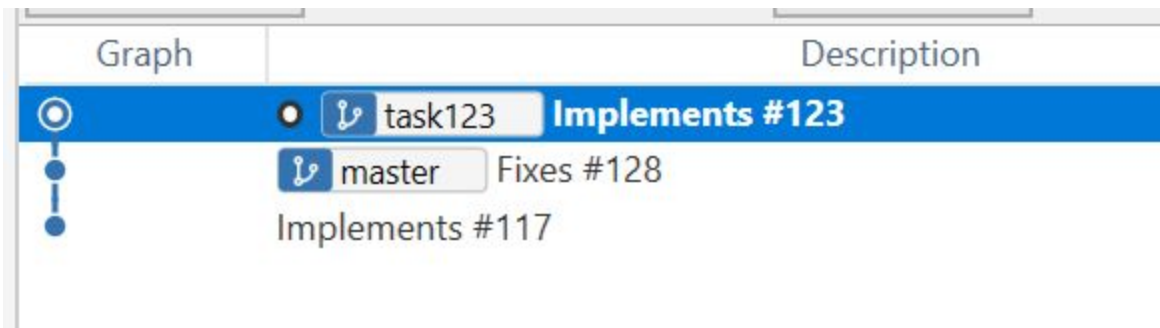 Graph Description
task123 Implements #123
master Fixes #128
Implements #117